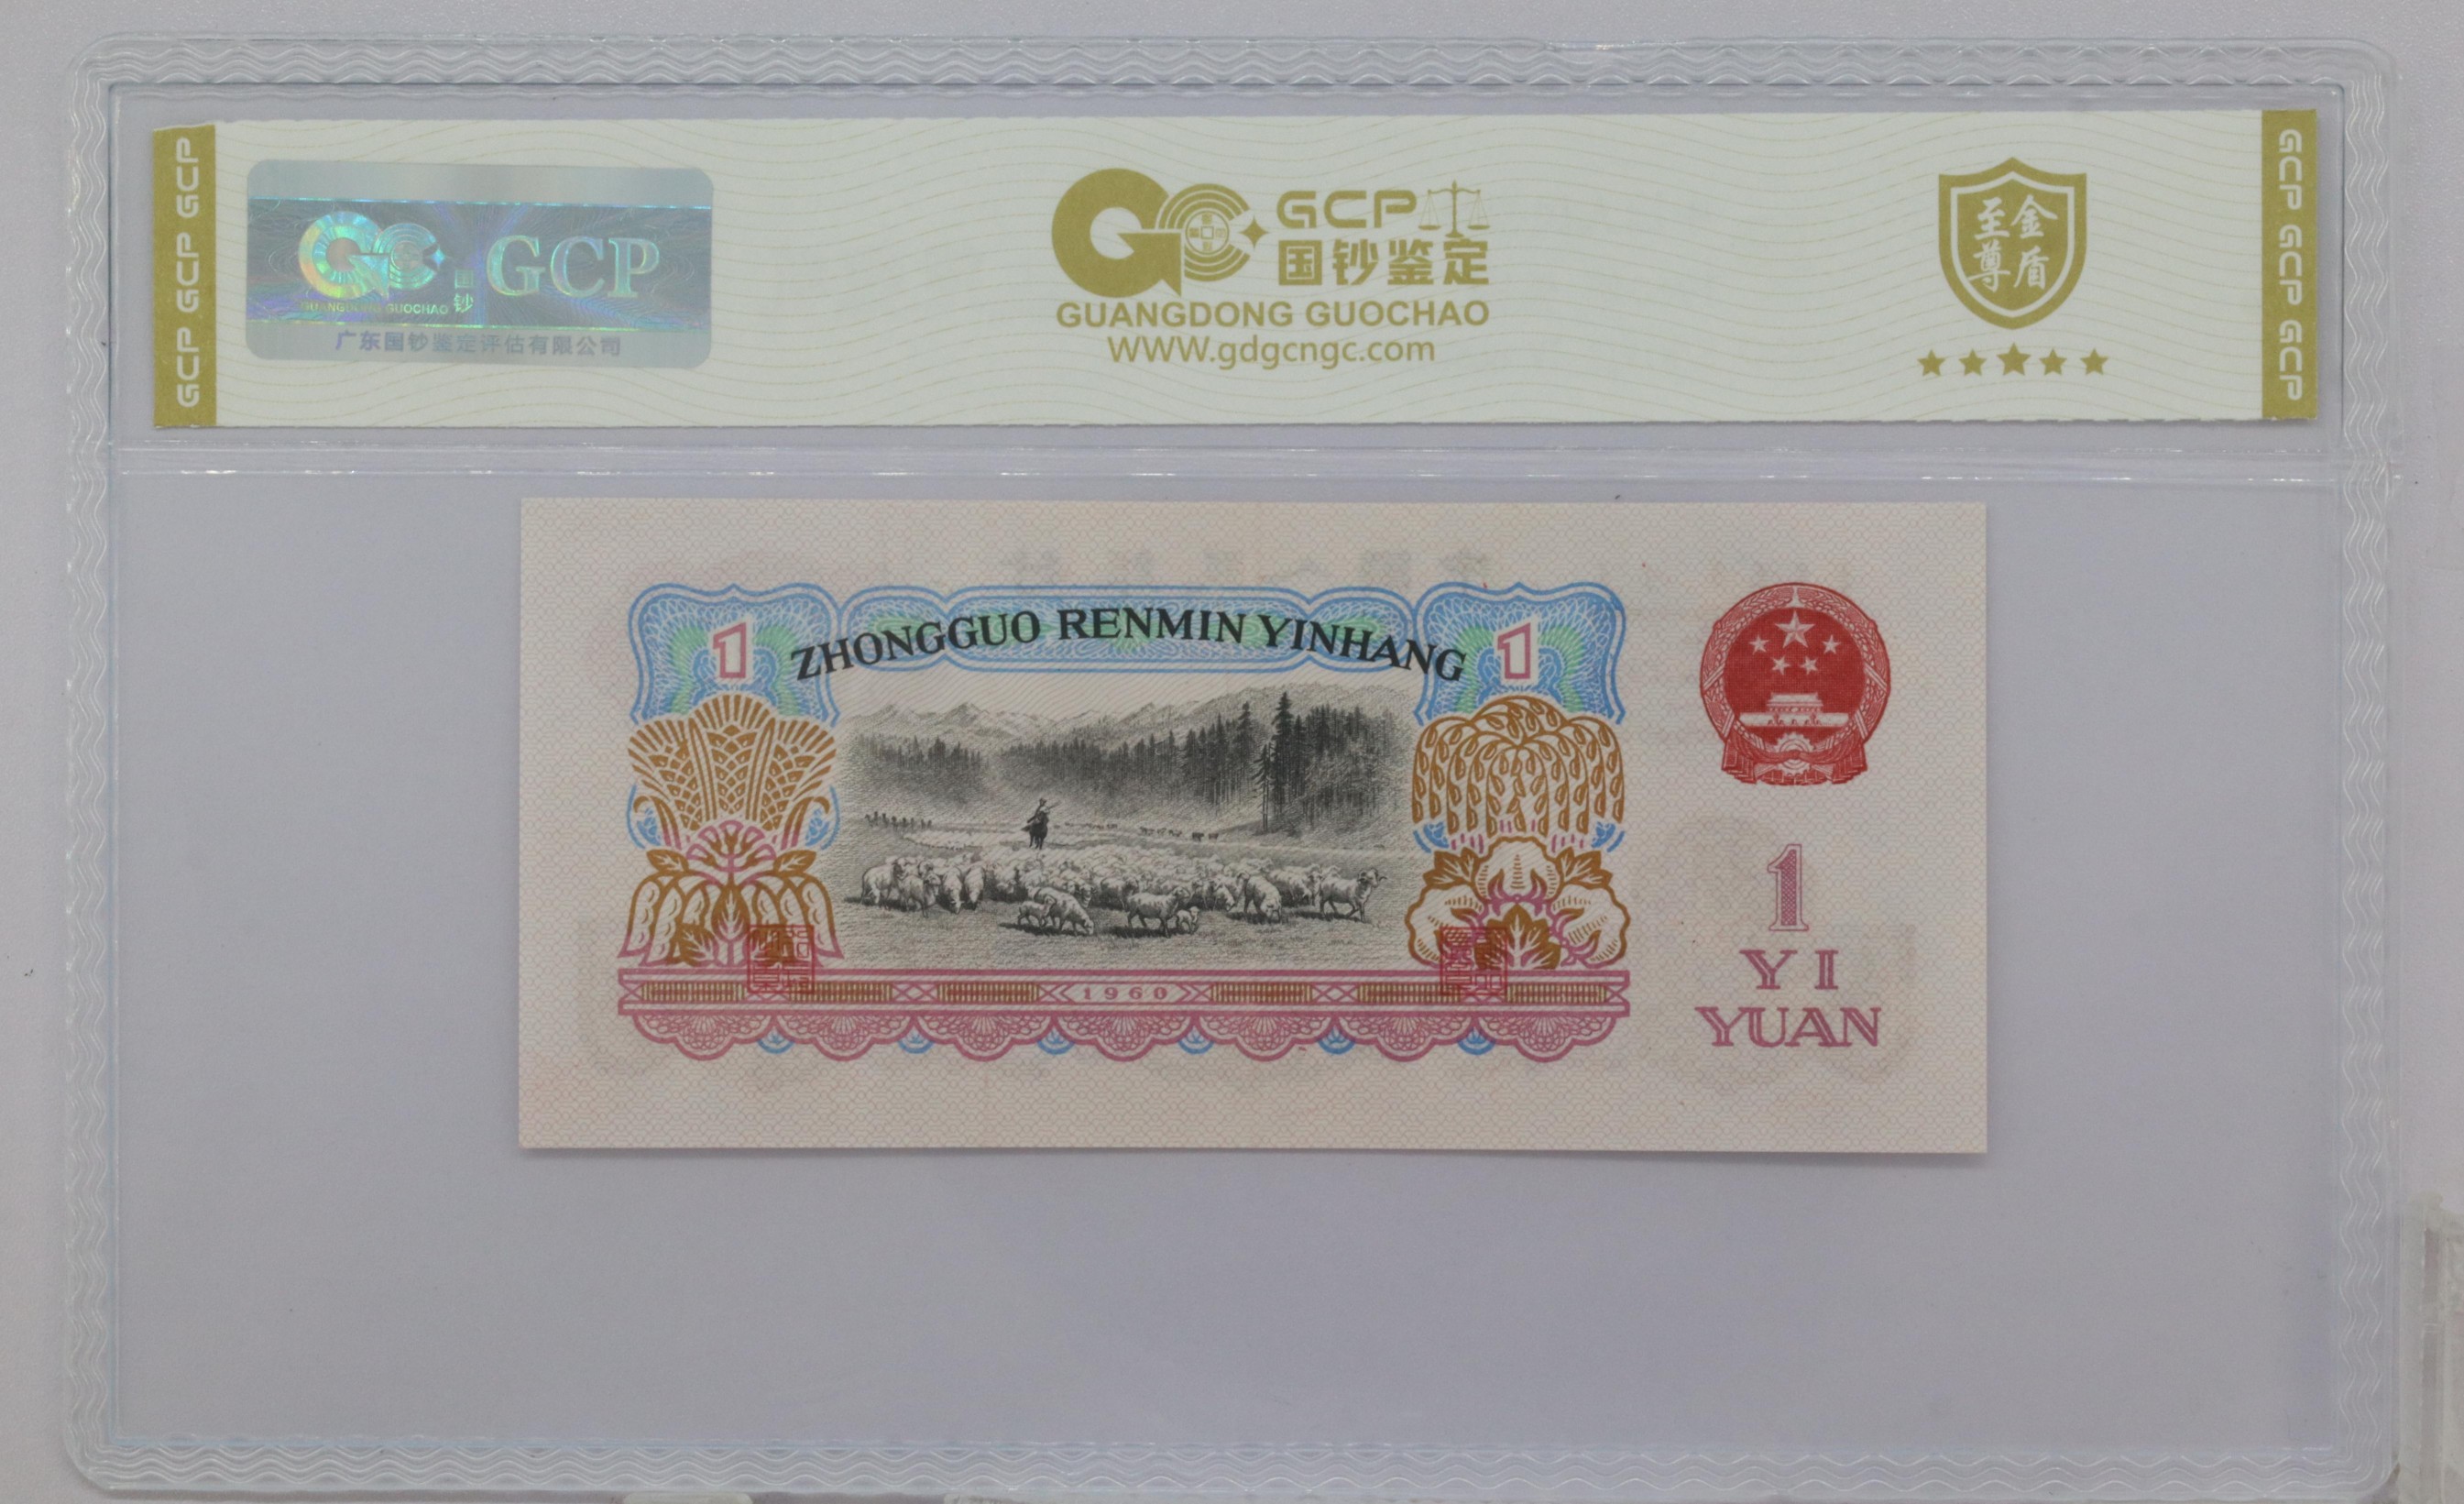 GCP GCP GCP
GCP
GUANGDONG GUOCHAO
国钞
广东国钞鉴定评估有限公司
GCP
国钞鉴定
GUANGDONG GUOCHAO
WWW.gdgcngc.com
至尊金盾
GCP GCP GCP
1
ZHONGGUO RENMIN YINHANG
1
1960
1
YI
YUAN